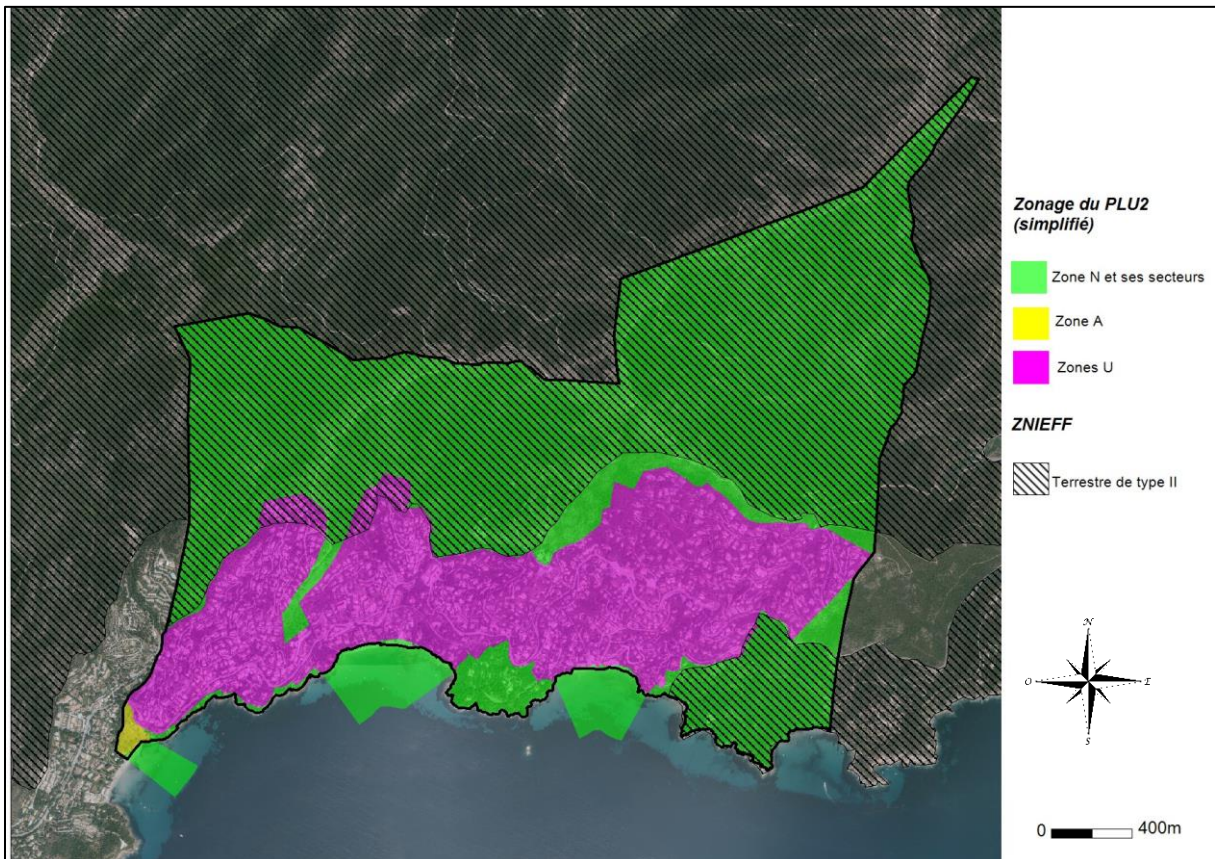 Zonage du PLU2
(simplifié)
Zone N et ses secteurs
Zone A
Zones U
ZNIEFF
Terrestre de type II
N
O
E
S
0 400m